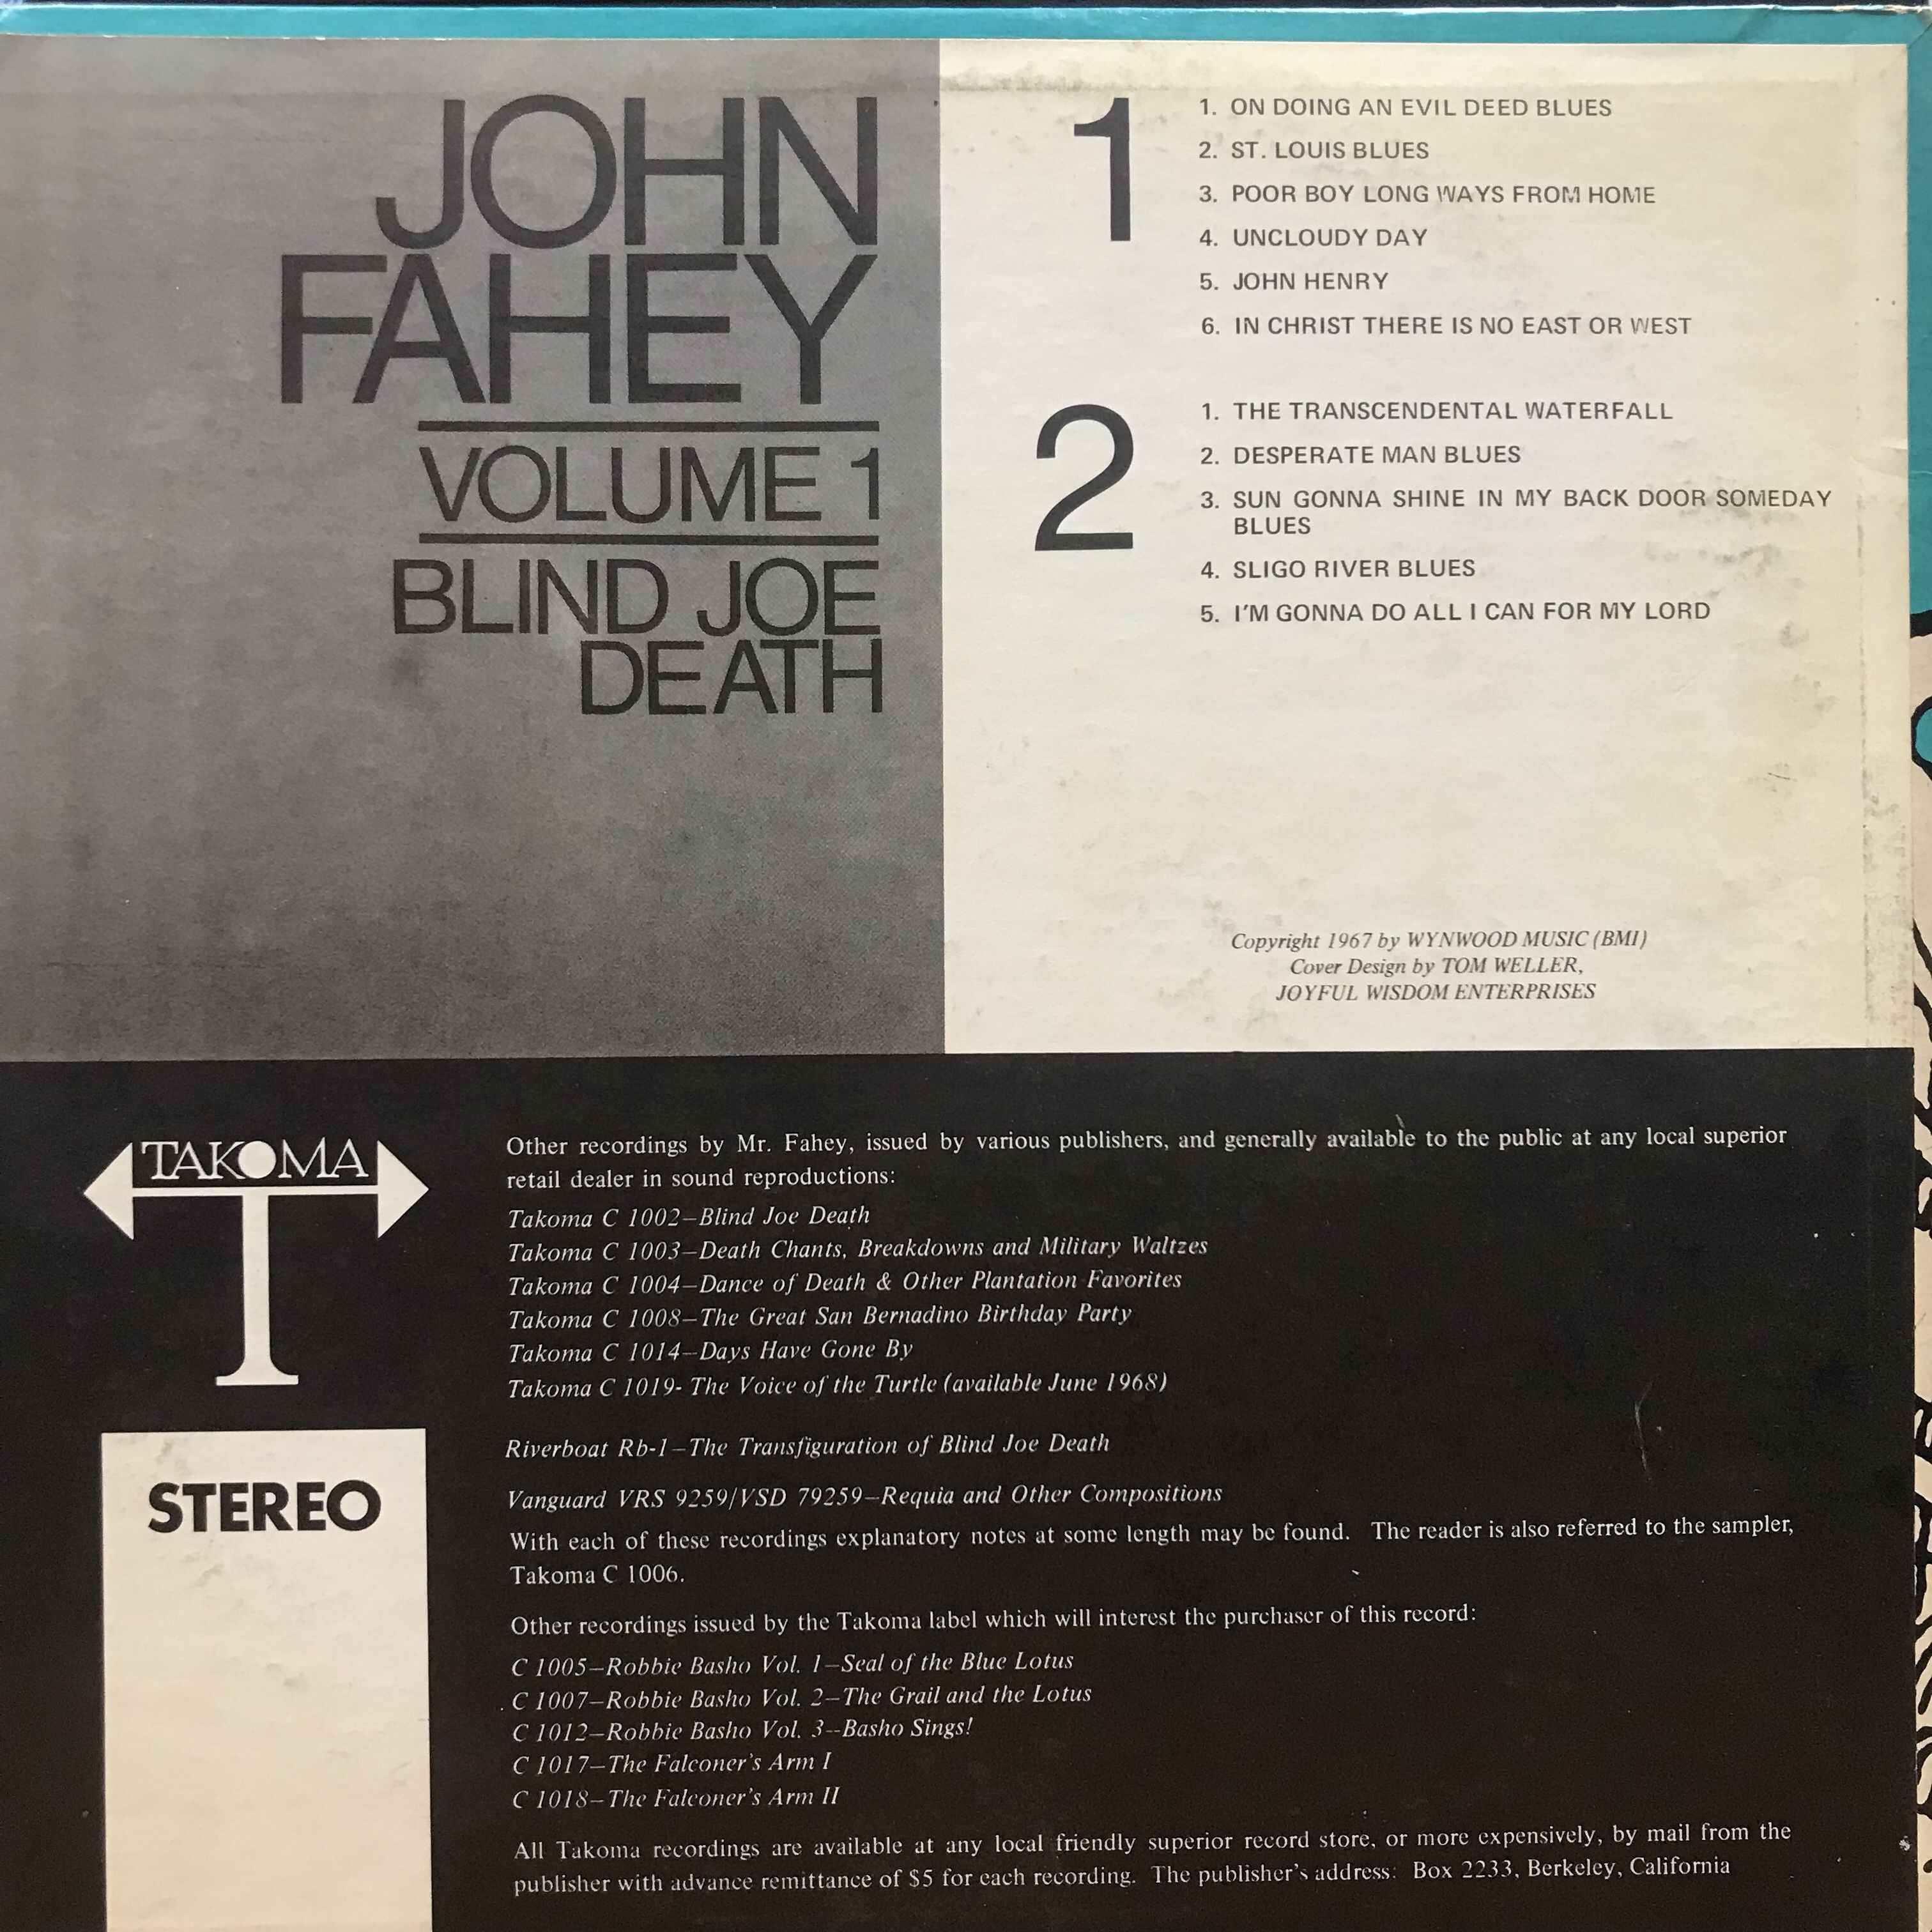 JOHN
FAHEY
VOLUME 1
BLIND JOE
DEATH
1
1. ON DOING AN EVIL DEED BLUES
2. ST. LOUIS BLUES
3. POOR BOY LONG WAYS FROM HOME
4. UNCLOUDY DAY
5. JOHN HENRY
6. IN CHRIST THERE IS NO EAST OR WEST
2
1. THE TRANSCENDENTAL WATERFALL
2. DESPERATE MAN BLUES
3. SUN GONNA SHINE IN MY BACK DOOR SOMEDAY
BLUES
4. SLIGO RIVER BLUES
5. I'M GONNA DO ALL I CAN FOR MY LORD
Copyright 1967 by WYNWOOD MUSIC (BMI)
Cover Design by TOM WELLER,
JOYFUL WISDOM ENTERPRISES
TAKOMA
T
STEREO
Other recordings by Mr. Fahey, issued by various publishers, and generally available to the public at any local superior
retail dealer in sound reproductions:
Takoma C 1002—Blind Joe Death
Takoma C 1003—Death Chants, Breakdowns and Military Waltzes
Takoma C 1004—Dance of Death & Other Plantation Favorites
Takoma C 1008—The Great San Bernadino Birthday Party
Takoma C 1014—Days Have Gone By
Takoma C 1019- The Voice of the Turtle (available June 1968)
Riverboat Rb-1—The Transfiguration of Blind Joe Death
Vanguard VRS 9259/VSD 79259—Requia and Other Compositions
With each of these recordings explanatory notes at some length may be found. The reader is also referred to the sampler,
Takoma C 1006.
Other recordings issued by the Takoma label which will interest the purchaser of this record:
C 1005—Robbie Basho Vol. 1—Seal of the Blue Lotus
C 1007—Robbie Basho Vol. 2—The Grail and the Lotus
C 1012—Robbie Basho Vol. 3--Basho Sings!
C 1017—The Falconer's Arm I
C 1018—The Falconer's Arm II
All Takoma recordings are available at any local friendly superior record store, or more expensively, by mail from the
publisher with advance remittance of $5 for each recording. The publisher's address: Box 2233, Berkeley, California